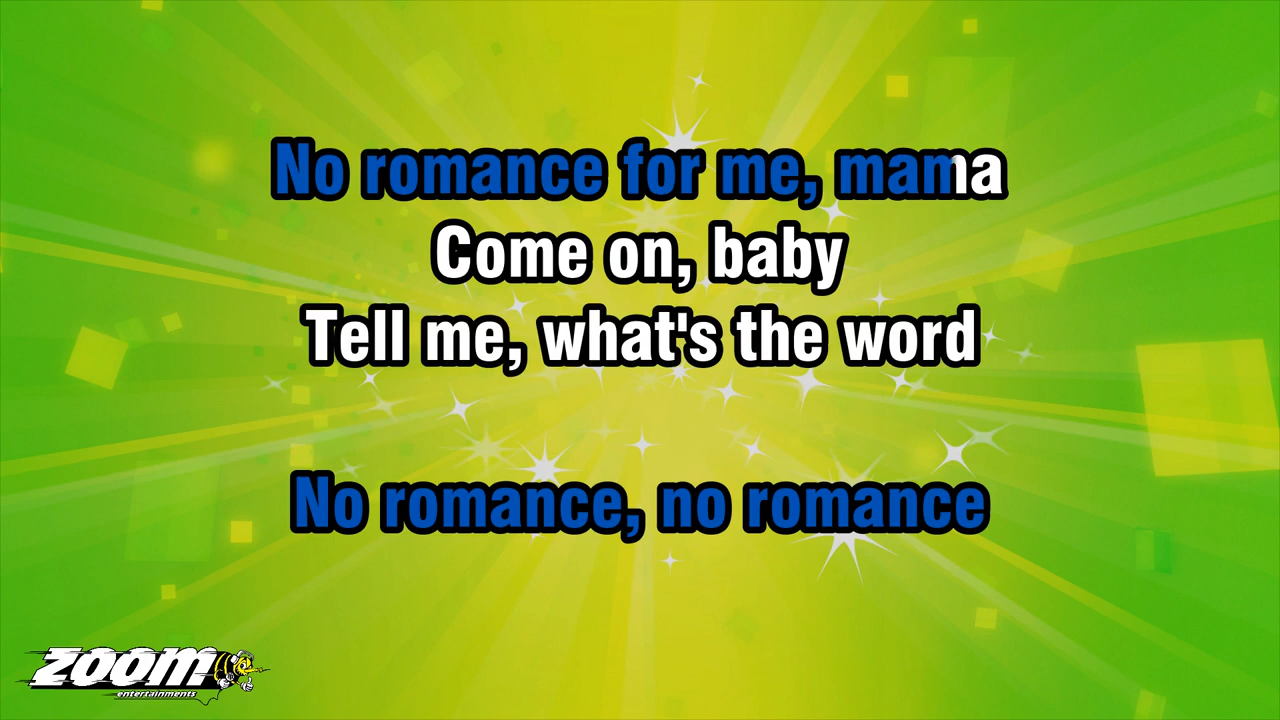 No romance for me, mama
Come on, baby
Tell me, what's the word
No romance, no romance
ZOOM
entertainments